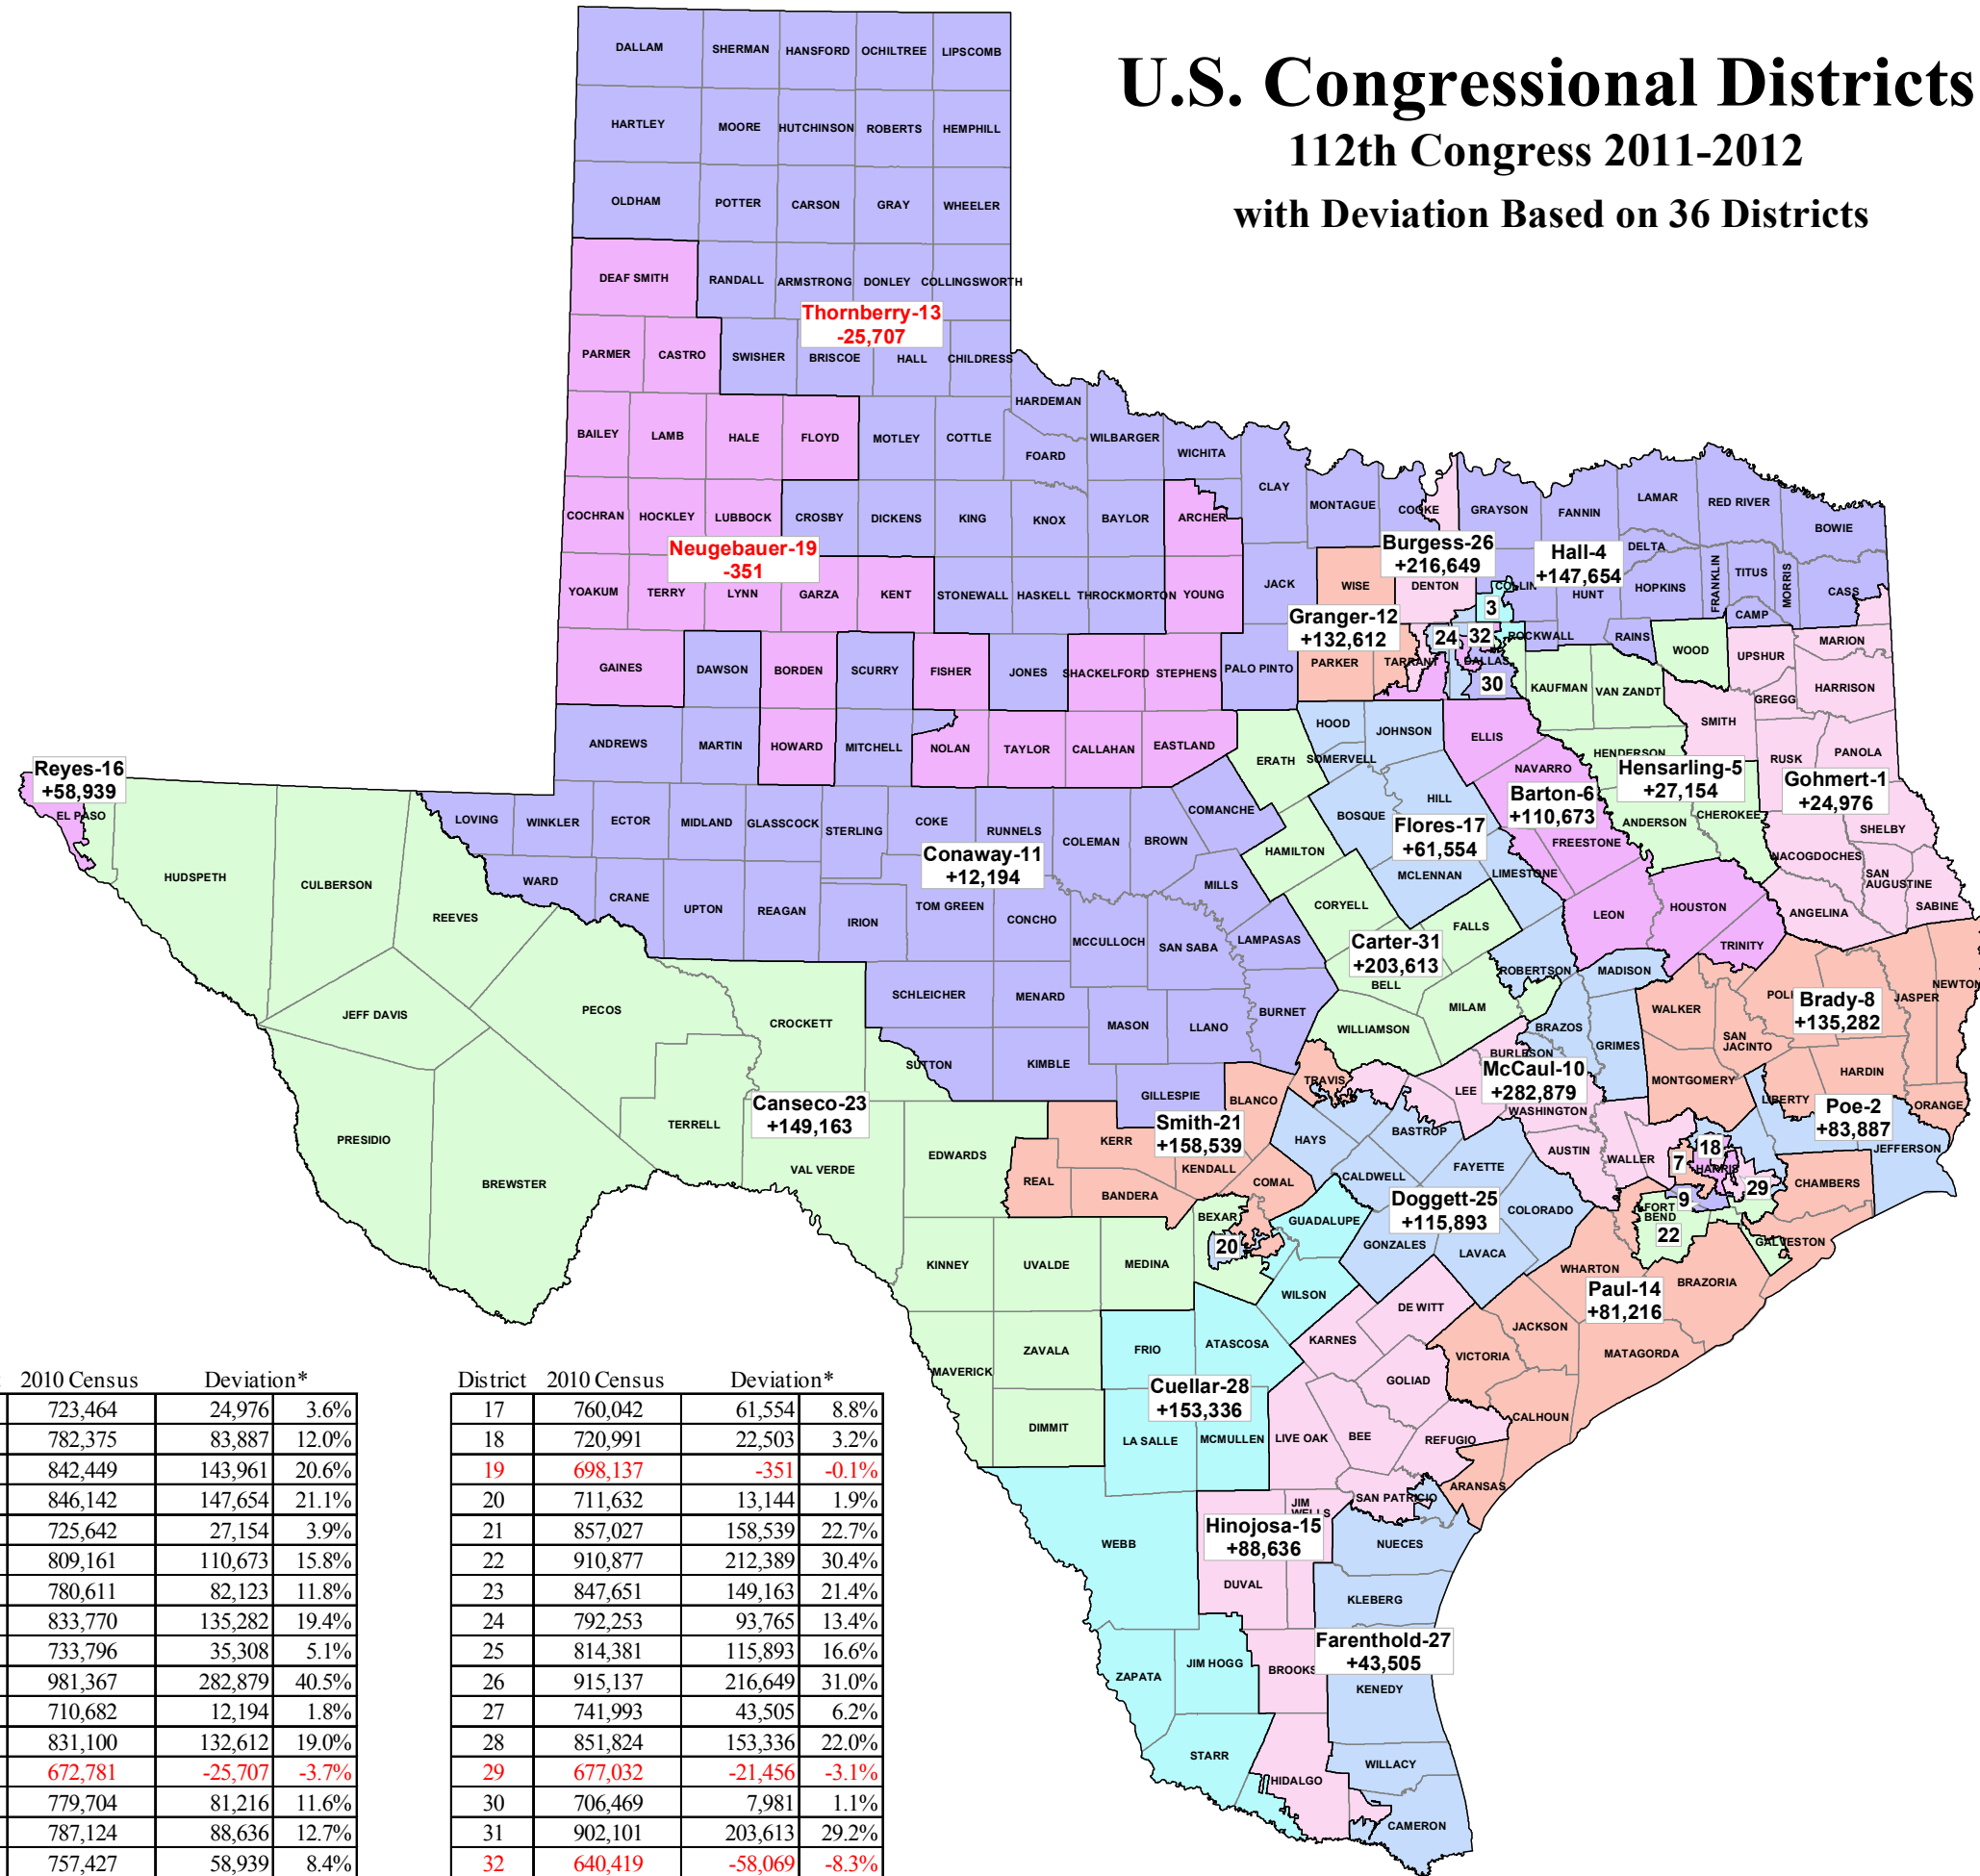 U.S. Congressional Districts
112th Congress 2011-2012
with Deviation Based on 36 Districts
DALLAM SHERMAN HANSFORD OCHILTREE LIPSCOMB
HARTLEY MOORE HUTCHINSON ROBERTS HEMPHILL
OLDHAM POTTER CARSON GRAY WHEELER
DEAF SMITH RANDALL ARMSTRONG DONLEY COLLINGSWORTH
Thornberry-13
-25,707
PARMER CASTRO SWISHER BRISCOE HALL CHILDRESS
HARDEMAN
BAILEY LAMB HALE FLOYD MOTLEY COTTLE FOARD WILBARGER WICHITA
CLAY MONTAGUE COOKE GRAYSON FANNIN LAMAR RED RIVER BOWIE
COCHRAN HOCKLEY LUBBOCK CROSBY DICKENS KING KNOX BAYLOR ARCHER
Neugebauer-19
-351
Burgess-26
+216,649
Hall-4
+147,654
DELTA
YOAKUM TERRY LYNN GARZA KENT STONEWALL HASKELL THROCKMORTON YOUNG JACK WISE DENTON COLLIN HUNT HOPKINS FRANKLIN TITUS MORRIS CASS
CAMP
3
Granger-12
+132,612
24 32 ROCKWALL RAINS WOOD UPSHUR MARION
GAINES DAWSON BORDEN SCURRY FISHER JONES SHACKELFORD STEPHENS PALO PINTO PARKER TARRANT DALLAS
30 KAUFMAN VAN ZANDT GREGG HARRISON
SMITH
ANDREWS MARTIN HOWARD MITCHELL NOLAN TAYLOR CALLAHAN EASTLAND ERATH HOOD SOMERVELL JOHNSON ELLIS HENDERSON RUSK PANOLA
Reyes-16
+58,939
EL PASO
NAVARRO
Hensarling-5
+27,154
Gohmert-1
+24,976
Barton-6
+110,673
LOVING WINKLER ECTOR MIDLAND GLASSCOCK STERLING COKE RUNNELS COLEMAN BROWN COMANCHE BOSQUE HILL
Flores-17
+61,554
ANDERSON CHEROKEE SHELBY
Conaway-11
+12,194
HAMILTON FREESTONE NACOGDOCHES
HUDSPETH CULBERSON REEVES WARD CRANE UPTON REAGAN IRION TOM GREEN CONCHO MILLS MCLENNAN LIMESTONE SAN AUGUSTINE
MCCULLOCH SAN SABA LAMPASAS CORYELL FALLS LEON HOUSTON ANGELINA SABINE
Carter-31
+203,613
TRINITY
BELL ROBERTSON MADISON NEWTON
JEFF DAVIS PECOS CROCKETT SCHLEICHER MENARD MASON LLANO BURNET WILLIAMSON MILAM BRAZOS GRIMES WALKER JASPER
Brady-8
+135,282
SAN JACINTO
SUTTON KIMBLE GILLESPIE BLANCO TRAVIS LEE
McCaul-10
+282,879
MONTGOMERY HARDIN
LIBERTY
Poe-2
+83,887
ORANGE
WASHINGTON
Canseco-23
+149,163
Smith-21
+158,539
PRESIDIO TERRELL BREWSTER VAL VERDE EDWARDS REAL KERR KENDALL BANDERA COMAL HAYS BASTROP CALDWELL FAYETTE AUSTIN WALLER
18
7 HARRIS
29
9
JEFFERSON
CHAMBERS
Doggett-25
+115,893
COLORADO
FORT BEND
22
GALVESTON
BEXAR
20
GUADALUPE GONZALES LAVACA
KINNEY UVALDE MEDINA WILSON DE WITT WHARTON BRAZORIA
Paul-14
+81,216
MAVERICK ZAVALA FRIO ATASCOSA KARNES VICTORIA JACKSON MATAGORDA
DIMMIT
Cuellar-28
+153,336
GOLIAD CALHOUN
LA SALLE MCMULLEN LIVE OAK BEE REFUGIO ARANSAS
SAN PATRICIO
WEBB JIM WELLS NUECES
Hinojosa-15
+88,636
DUVAL KLEBERG
Farenthold-27
+43,505
ZAPATA JIM HOGG BROOKS KENEDY
STARR HIDALGO WILLACY
CAMERON
2010 Census Deviation*
723,464 24,976 3.6%
782,375 83,887 12.0%
842,449 143,961 20.6%
846,142 147,654 21.1%
725,642 27,154 3.9%
809,161 110,673 15.8%
780,611 82,123 11.8%
833,770 135,282 19.4%
733,796 35,308 5.1%
981,367 282,879 40.5%
710,682 12,194 1.8%
831,100 132,612 19.0%
672,781 -25,707 -3.7%
779,704 81,216 11.6%
787,124 88,636 12.7%
757,427 58,939 8.4%
District 2010 Census Deviation*
17 760,042 61,554 8.8%
18 720,991 22,503 3.2%
19 698,137 -351 -0.1%
20 711,632 13,144 1.9%
21 857,027 158,539 22.7%
22 910,877 212,389 30.4%
23 847,651 149,163 21.4%
24 792,253 93,765 13.4%
25 814,381 115,893 16.6%
26 915,137 216,649 31.0%
27 741,993 43,505 6.2%
28 851,824 153,336 22.0%
29 677,032 -21,456 -3.1%
30 706,469 7,981 1.1%
31 902,101 203,613 29.2%
32 640,419 -58,069 -8.3%